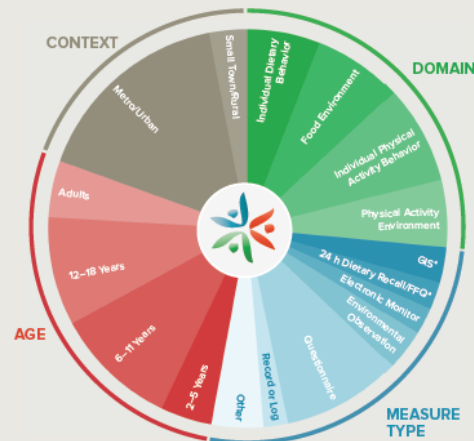 CONTEXT
DOMAIN
AGE
MEASURE
TYPE
Small Town/Rural
Metro/Urban
Individual Dietary
Behavior
Food Environment
Individual Physical
Activity Behavior
Physical Activity
Environment
GIS*
24 h Dietary Recall/FFQ*
Electronic Monitor
Environmental
Observation
Questionnaire
Record or Log
Other
2–5 Years
6–11 Years
12–18 Years
Adults